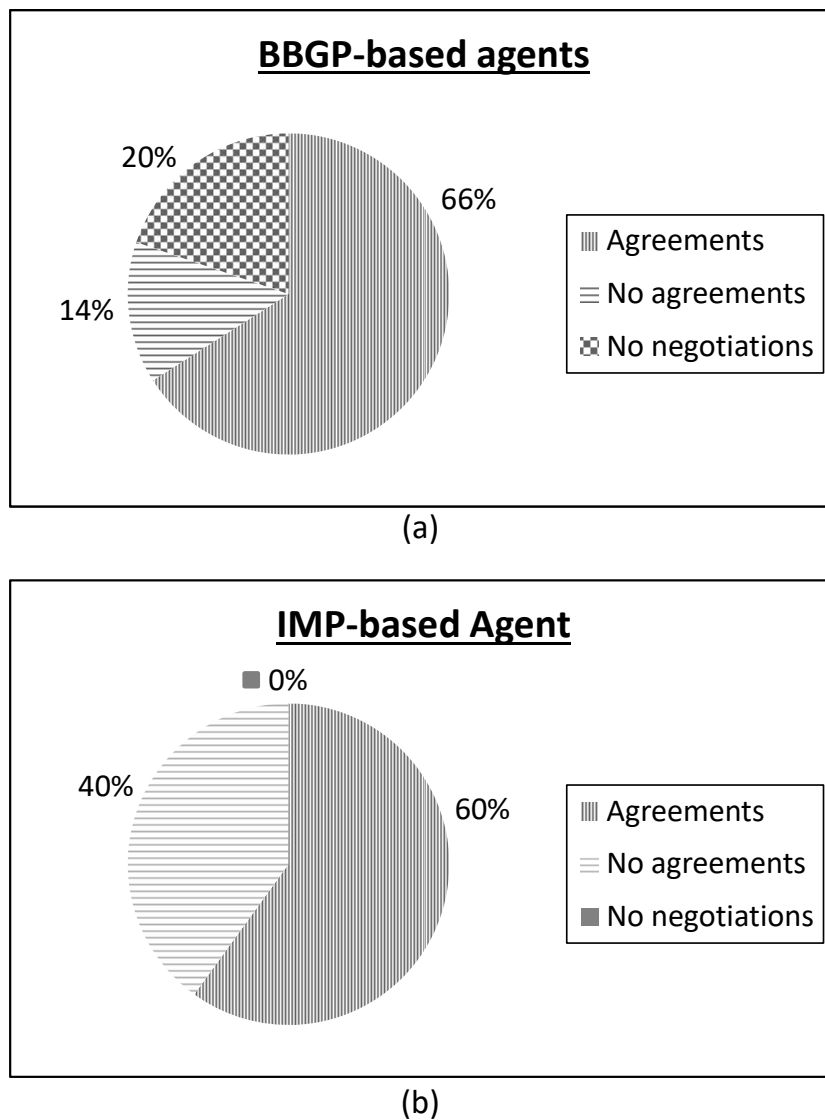 BBGP-based agents
20%
66%
14%
Agreements
No agreements
No negotiations
(a)
IMP-based Agent
0%
40%
60%
Agreements
No agreements
No negotiations
(b)